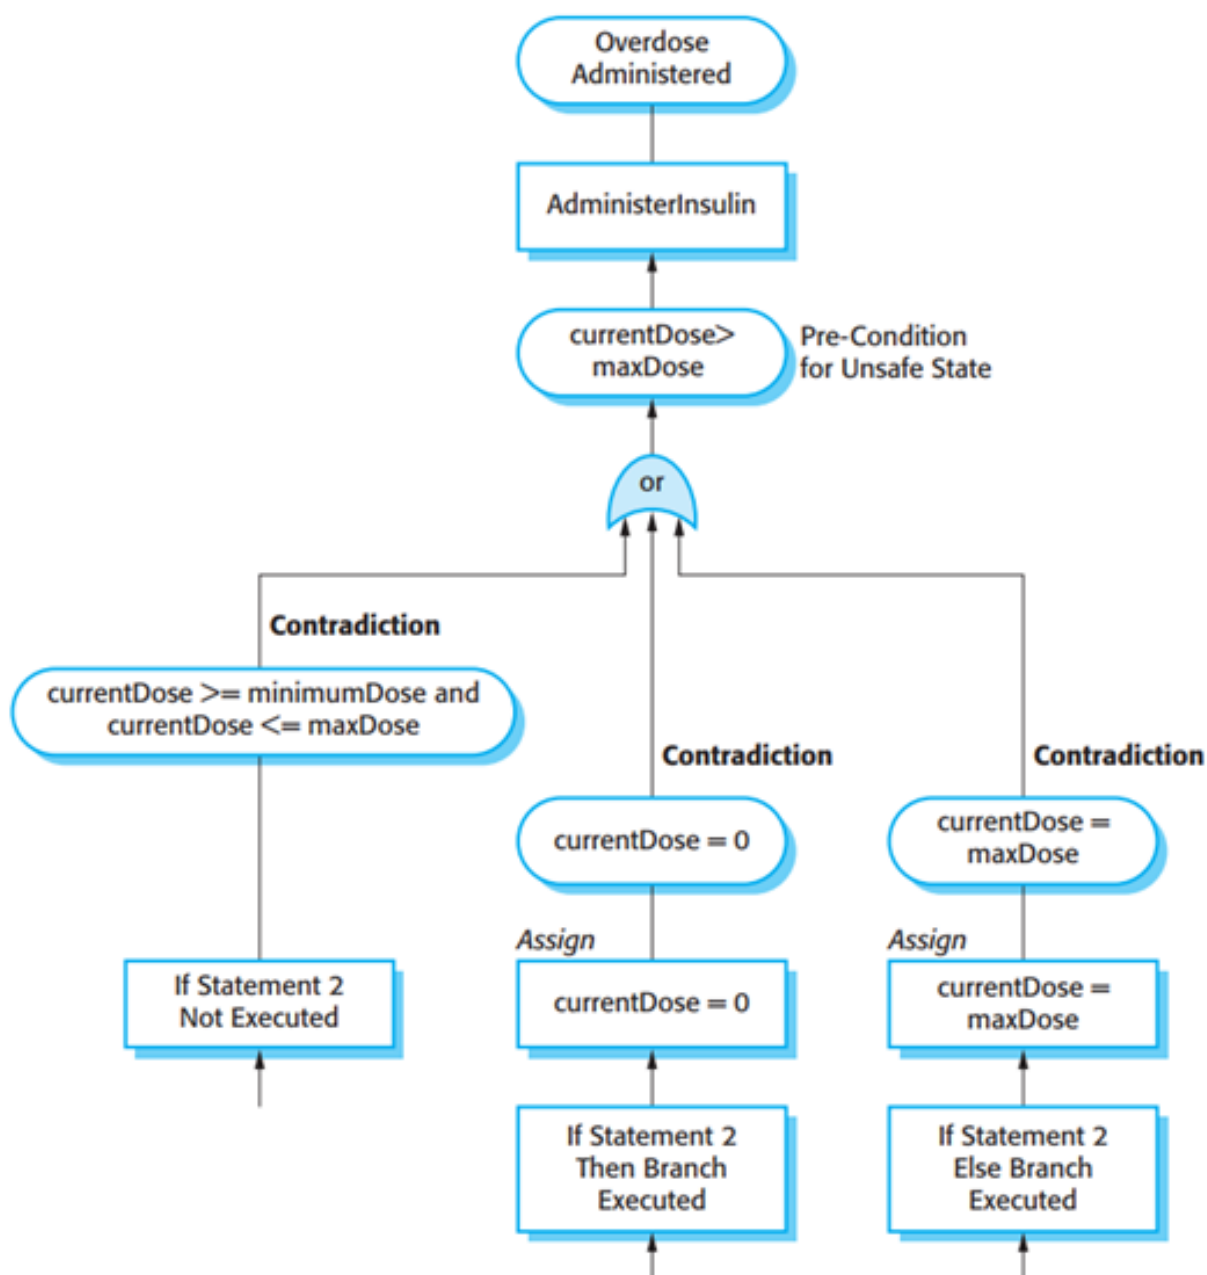 Overdose
Administered
AdministerInsulin
currentDose>
maxDose
Pre-Condition
for Unsafe State
or
Contradiction
currentDose >= minimumDose and
currentDose <= maxDose
Contradiction
Contradiction
currentDose = 0
currentDose =
maxDose
Assign
Assign
If Statement 2
Not Executed
currentDose = 0
currentDose =
maxDose
If Statement 2
Then Branch
Executed
If Statement 2
Else Branch
Executed